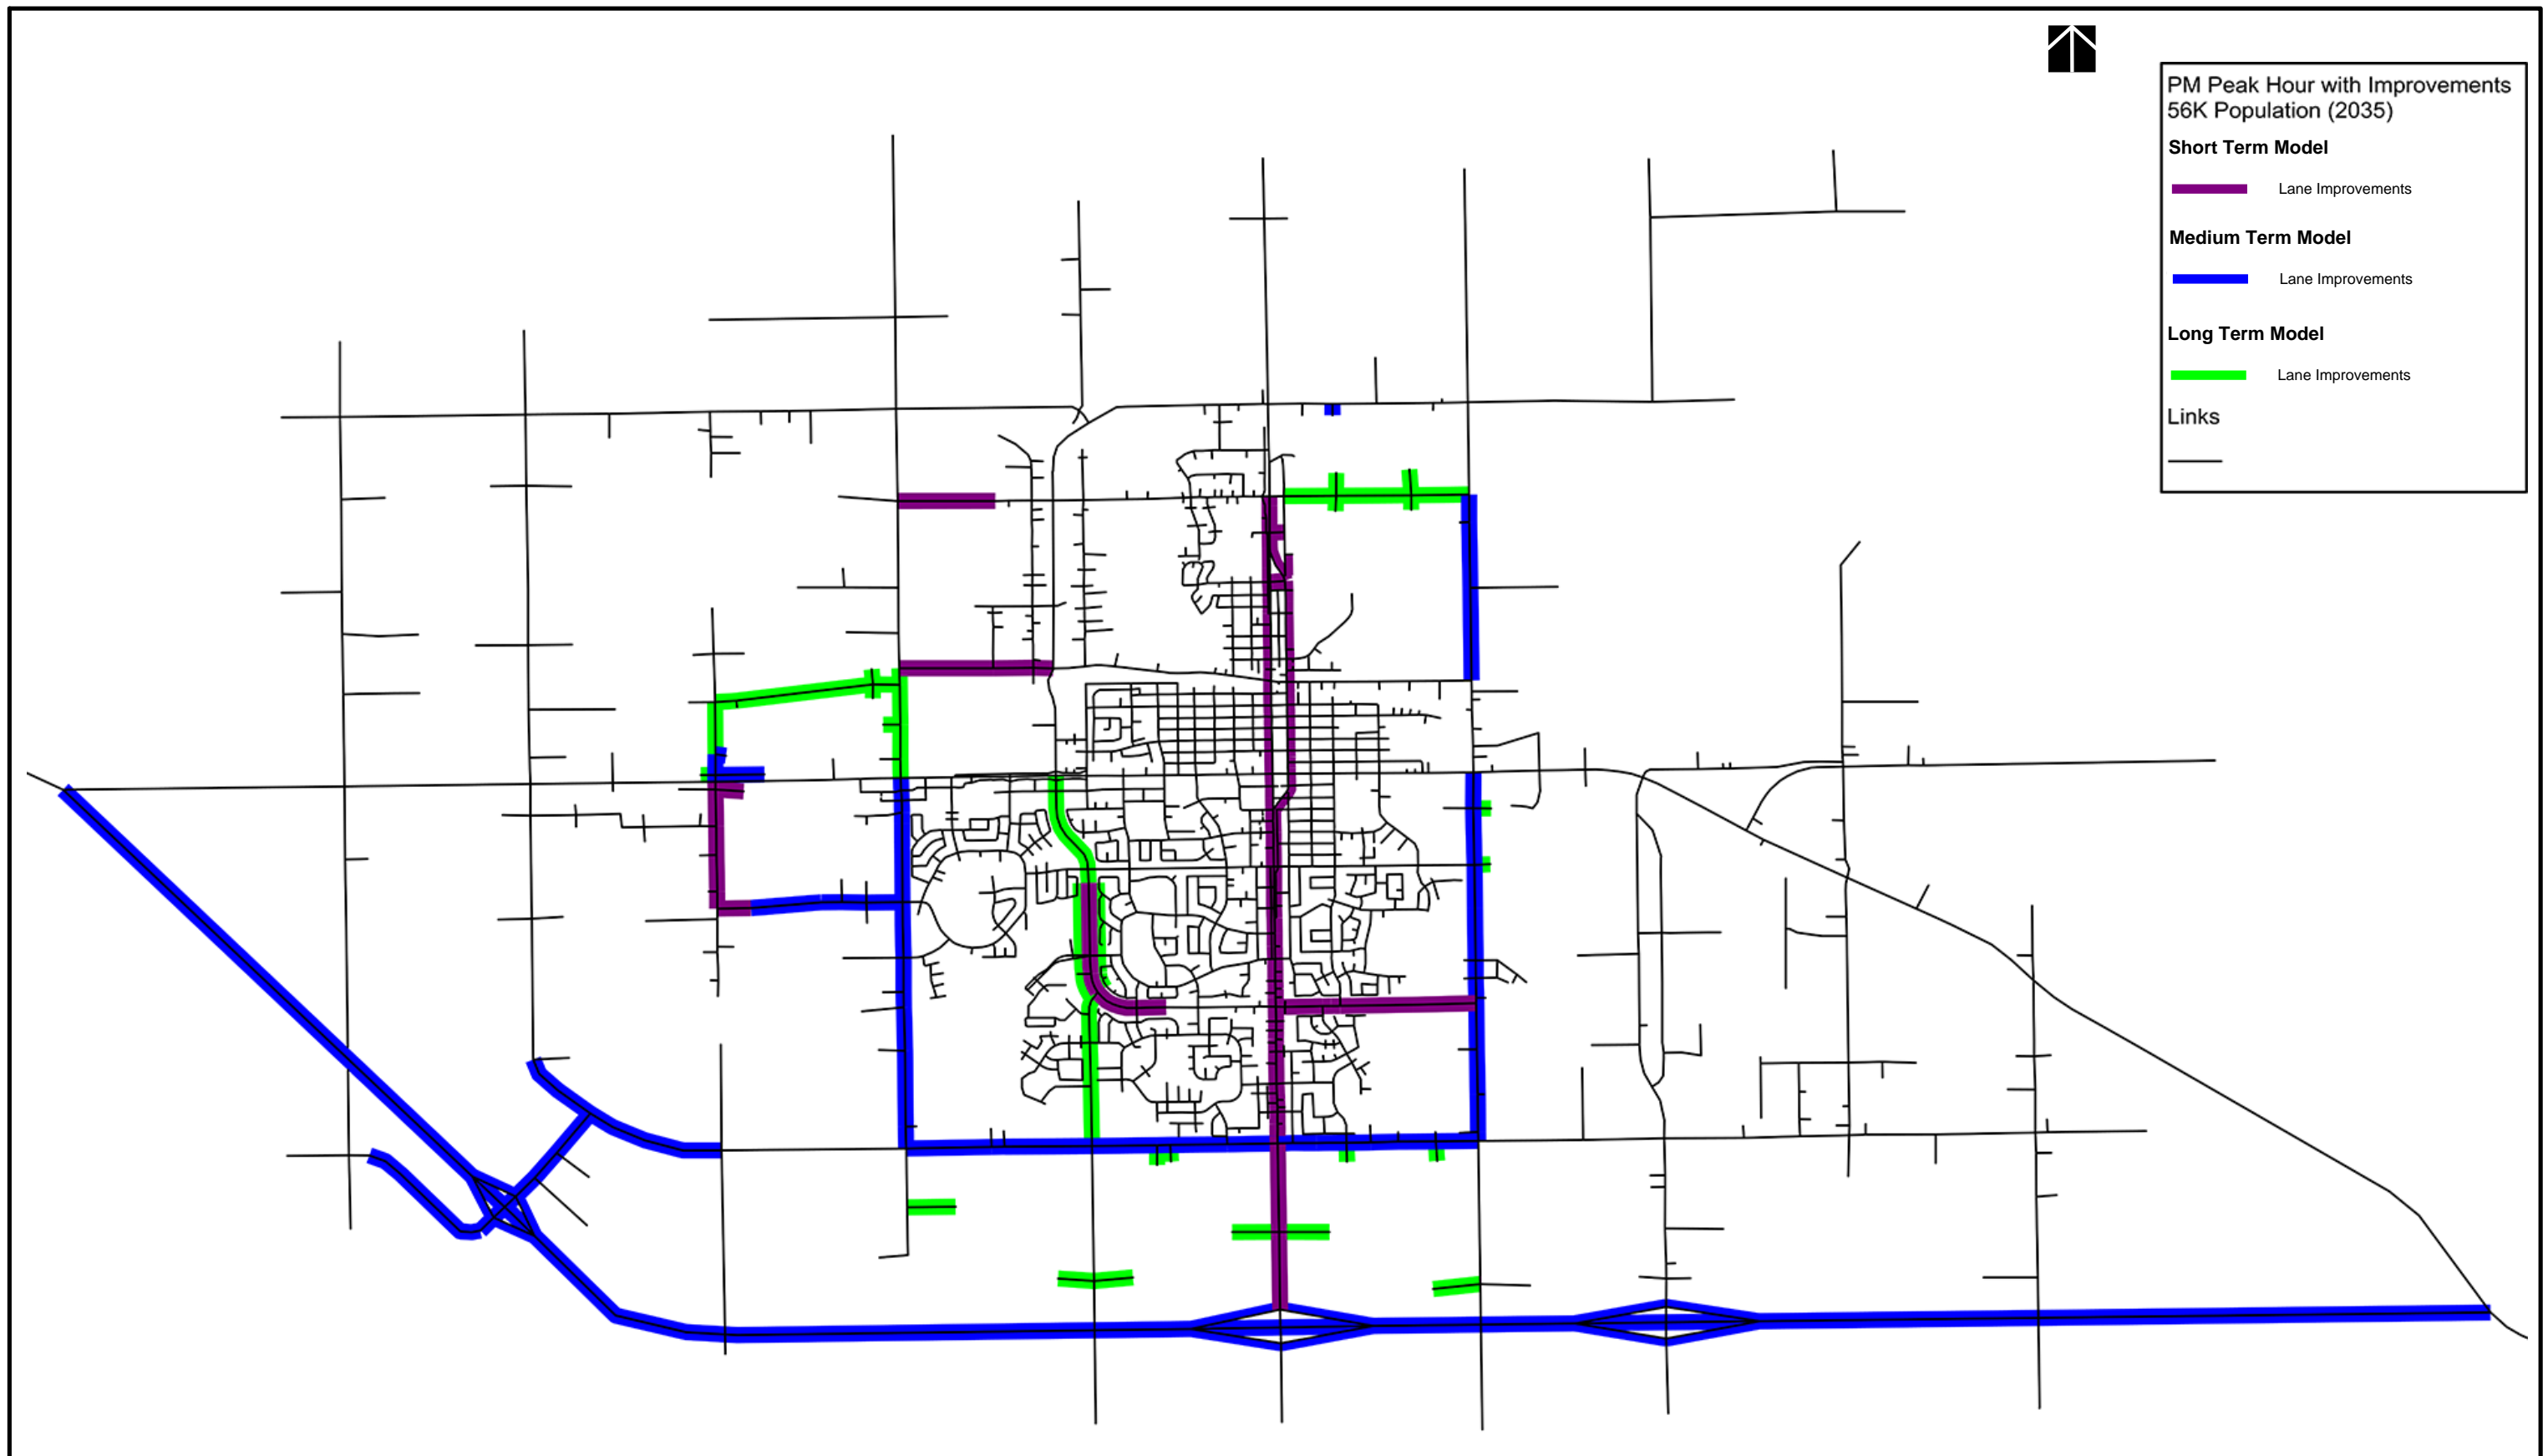 PM Peak Hour with Improvements
56K Population (2035)
Short Term Model
Lane Improvements
Medium Term Model
Lane Improvements
Long Term Model
Lane Improvements
Links